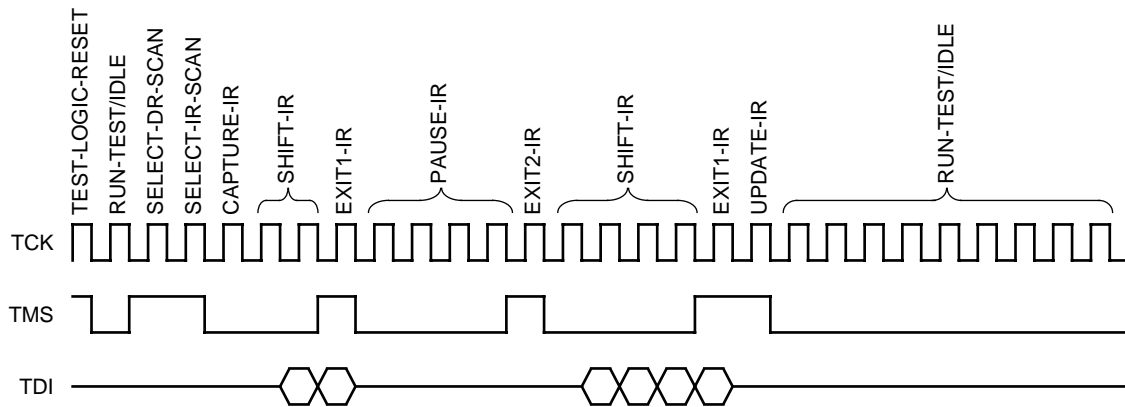 TEST-LOGIC-RESET
RUN-TEST/IDLE
SELECT-DR-SCAN
SELECT-IR-SCAN
CAPTURE-IR
SHIFT-IR
EXIT1-IR
PAUSE-IR
EXIT2-IR
SHIFT-IR
EXIT1-IR
UPDATE-IR
RUN-TEST/IDLE
TCK
TMS
TDI